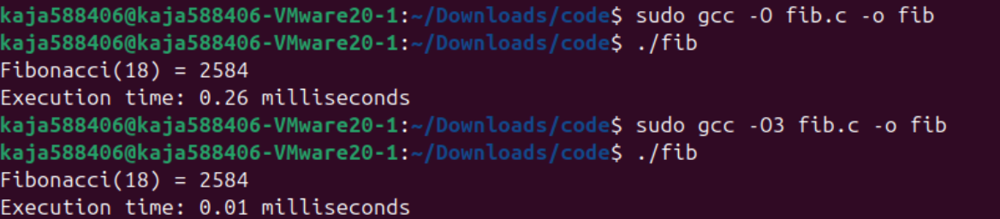 kaja588406@kaja588406-VMware20-1:~/Downloads/code$ sudo gcc -O fib.c -o fib
kaja588406@kaja588406-VMware20-1:~/Downloads/code$ ./fib
Fibonacci(18) = 2584
Execution time: 0.26 milliseconds
kaja588406@kaja588406-VMware20-1:~/Downloads/code$ sudo gcc -O3 fib.c -o fib
kaja588406@kaja588406-VMware20-1:~/Downloads/code$ ./fib
Fibonacci(18) = 2584
Execution time: 0.01 milliseconds